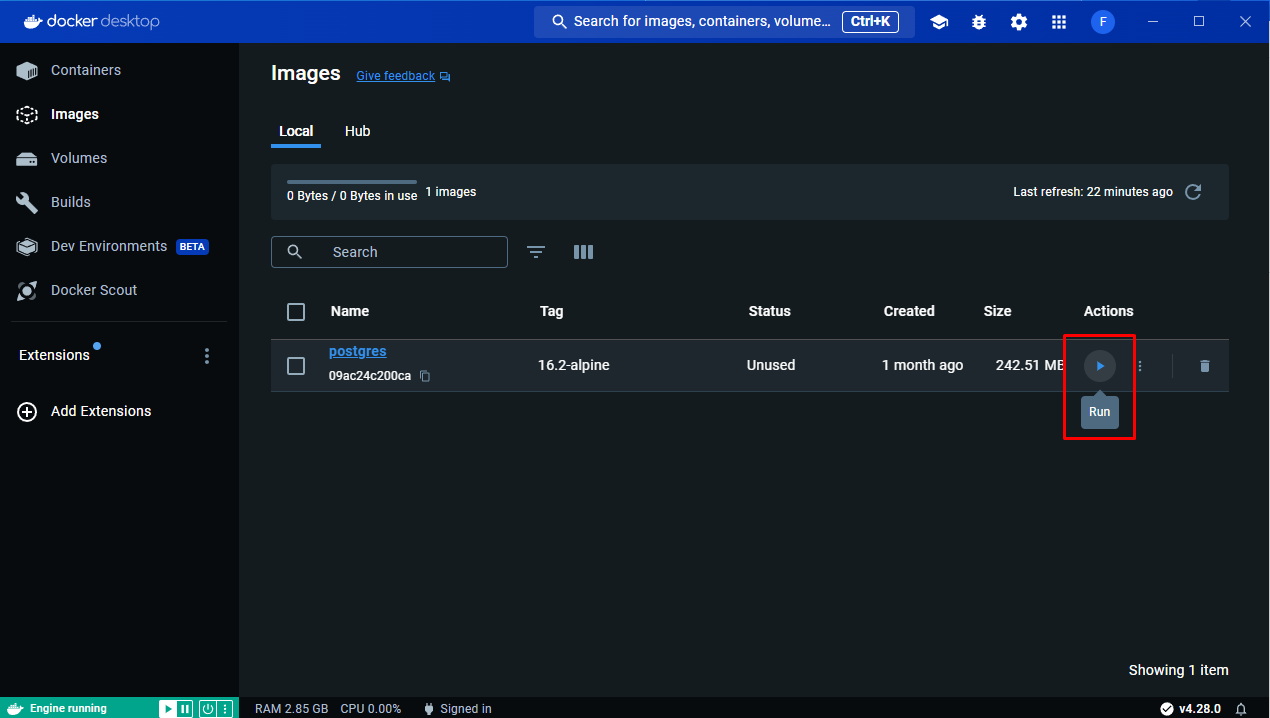 docker desktop
Search for images, containers, volume... Ctrl+K
F
Containers
Images
Volumes
Builds
Dev Environments BETA
Docker Scout
Extensions
Add Extensions
Images Give feedback
Local Hub
0 Bytes / 0 Bytes in use 1 images
Last refresh: 22 minutes ago
Search
Name Tag Status Created Size Actions
postgres
09ac24c200ca
16.2-alpine Unused 1 month ago 242.51 MB
Run
Showing 1 item
Engine running
RAM 2.85 GB CPU 0.00% Signed in
v4.28.0